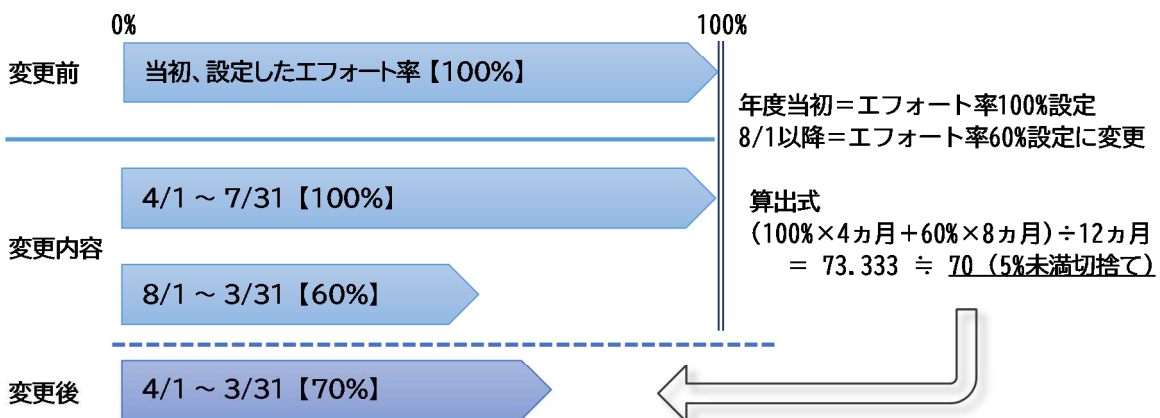 0%
100%
変更前
当初、設定したエフォート率【100%】
年度当初＝エフォート率100%設定
8/1以降＝エフォート率60%設定に変更
変更内容
4/1 ～ 7/31 【100%】
8/1 ～ 3/31 【60%】
算出式
(100%×4ヵ月＋60%×8ヵ月)÷12ヵ月
= 73.333 ≒ 70 (5%未満切捨て)
変更後
4/1 ～ 3/31 【70%】